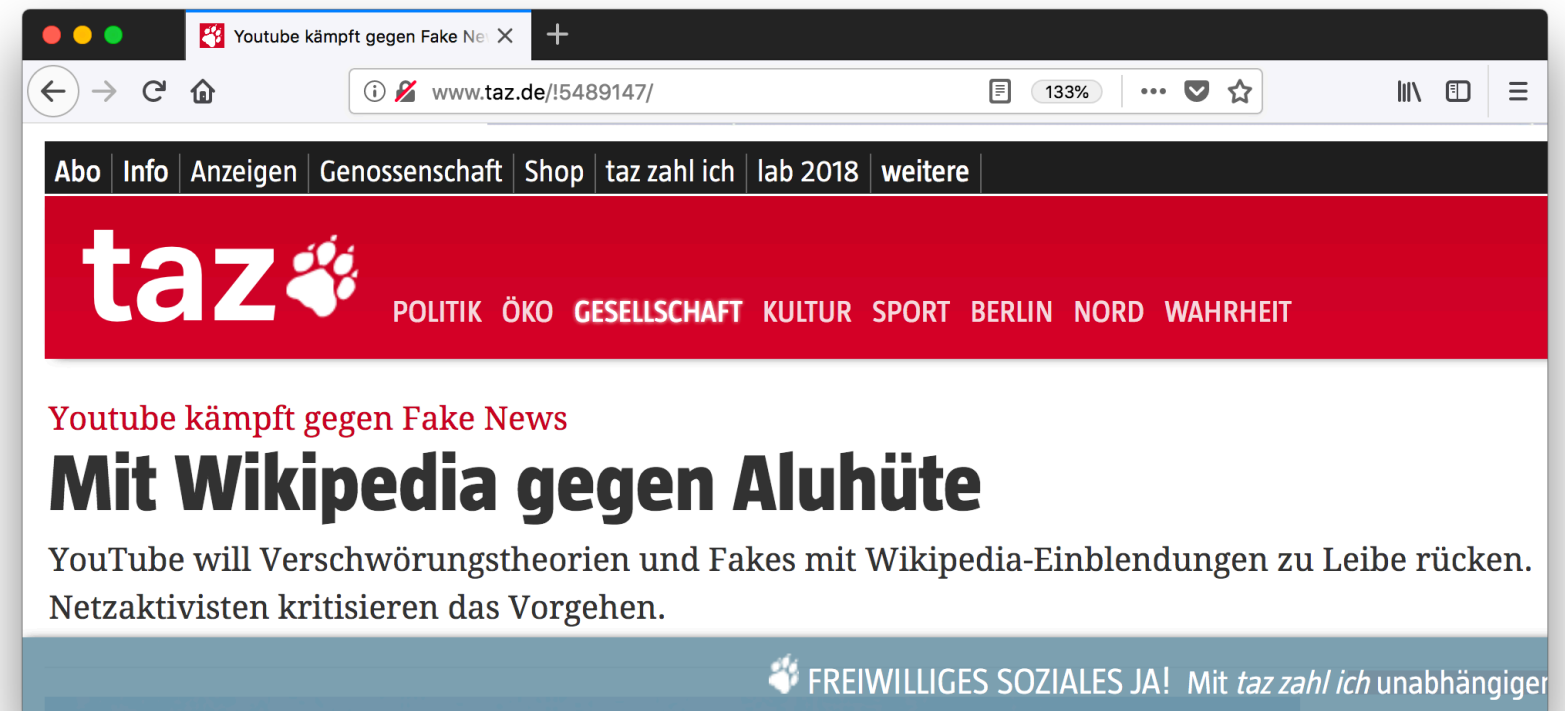 Youtube kämpft gegen Fake Ne
www.taz.de/!5489147/
133%
Abo Info Anzeigen Genossenschaft Shop taz zahl ich lab 2018 weitere
taz
POLITIK ÖKO GESELLSCHAFT KULTUR SPORT BERLIN NORD WAHRHEIT
Youtube kämpft gegen Fake News
Mit Wikipedia gegen Aluhüte
YouTube will Verschwörungstheorien und Fakes mit Wikipedia-Einblendungen zu Leibe rücken.
Netzaktivisten kritisieren das Vorgehen.
FREIWILLIGES SOZIALES JA! Mit taz zahl ich unabhängiger